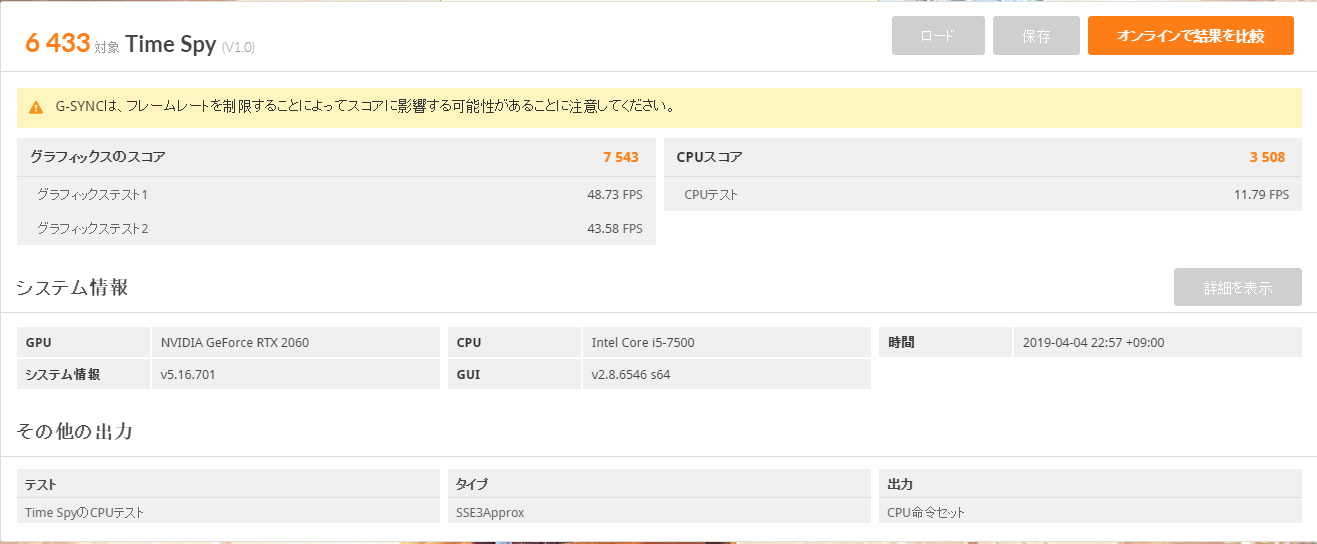 6 433 対象 Time Spy (V1.0)
ロード
保存
オンラインで結果を比較
G-SYNCは、フレームレートを制限することによってスコアに影響する可能性があることに注意してください。
グラフィックスのスコア 7 543
グラフィックステスト1 48.73 FPS
グラフィックステスト2 43.58 FPS
CPUスコア 3 508
CPUテスト 11.79 FPS
システム情報
詳細を表示
GPU NVIDIA GeForce RTX 2060
CPU Intel Core i5-7500
時間 2019-04-04 22:57 +09:00
システム情報 v5.16.701
GUI v2.8.6546 s64
その他の出力
テスト タイプ 出力
Time SpyのCPUテスト SSE3Approx CPU命令セット